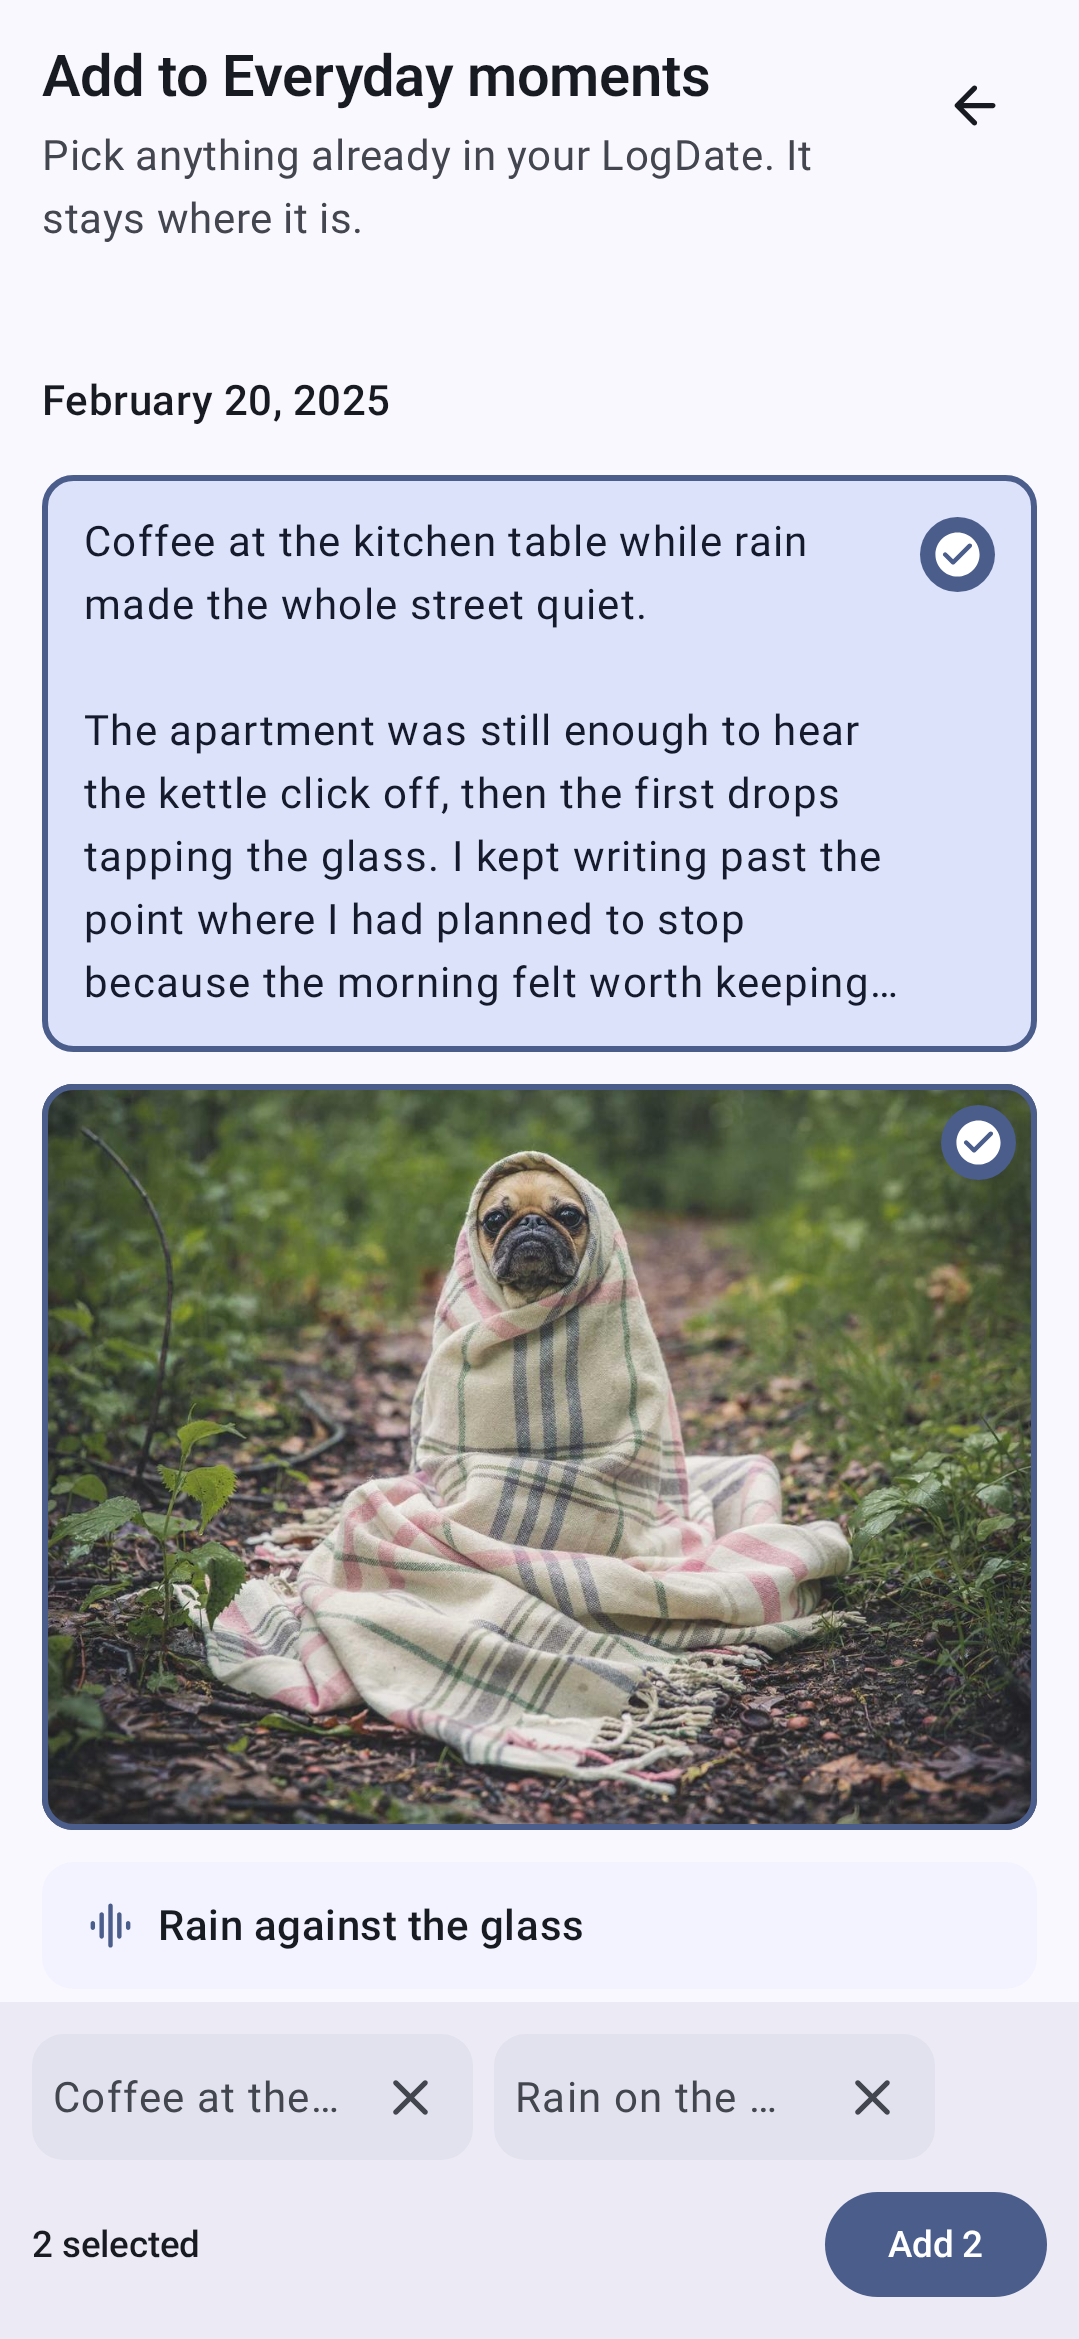 Add to Everyday moments
Pick anything already in your LogDate. It
stays where it is.
February 20, 2025
Coffee at the kitchen table while rain
made the whole street quiet.
The apartment was still enough to hear
the kettle click off, then the first drops
tapping the glass. I kept writing past the
point where I had planned to stop
because the morning felt worth keeping…
Rain against the glass
Coffee at the…
Rain on the …
2 selected
Add 2